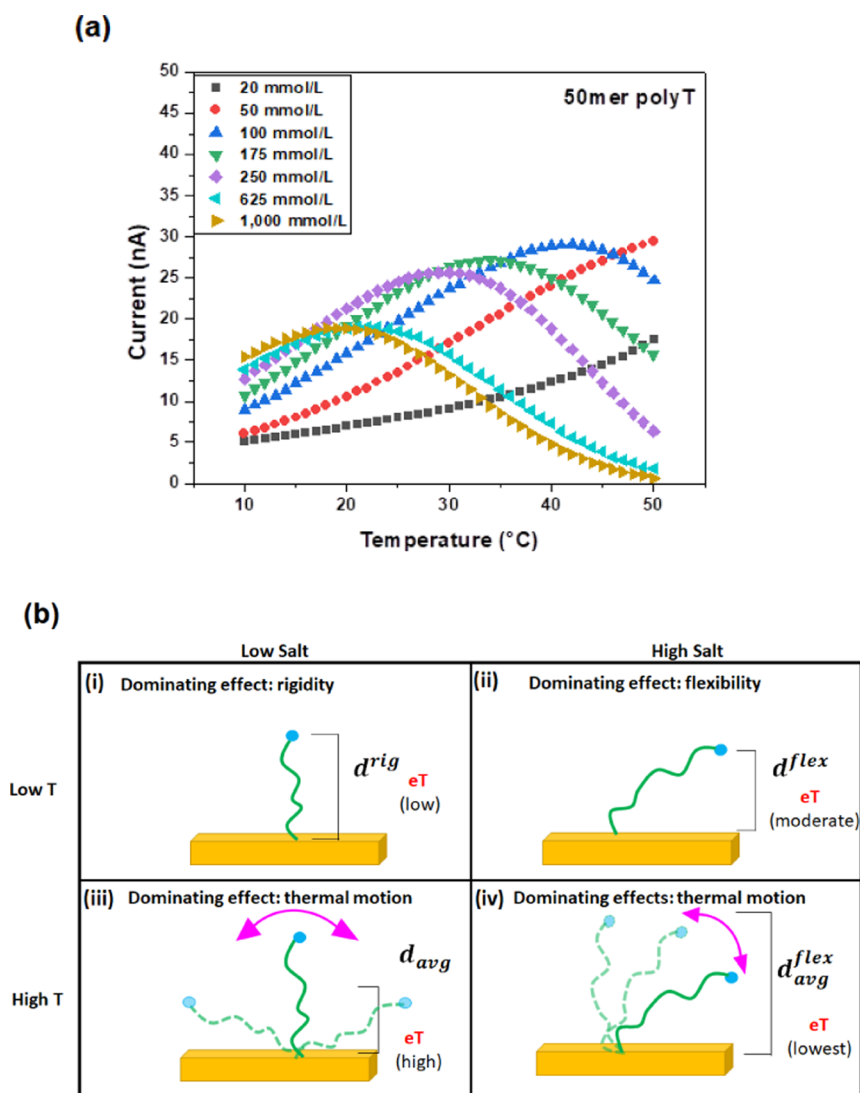 (a)
50mer polyT
20 mmol/L
50 mmol/L
100 mmol/L
175 mmol/L
250 mmol/L
625 mmol/L
1,000 mmol/L
50
45
40
35
30
25
20
15
10
5
0
Current (nA)
10 20 30 40 50
Temperature (°C)
(b)
Low Salt High Salt
(i) Dominating effect: rigidity
d^rig
eT
(low)
(ii) Dominating effect: flexibility
d^flex
eT
(moderate)
Low T
(iii) Dominating effect: thermal motion
d_avg
eT
(high)
(iv) Dominating effects: thermal motion
d^flex_avg
eT
(lowest)
High T